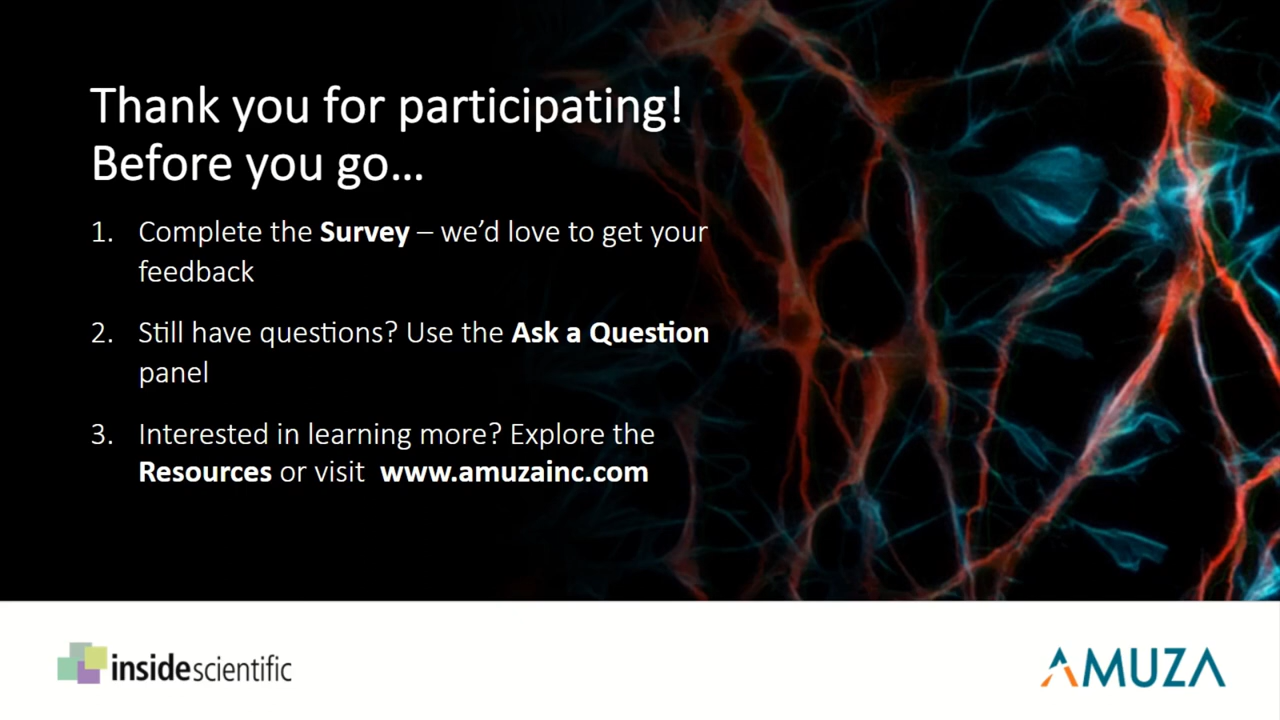 Thank you for participating!
Before you go…
1. Complete the Survey – we’d love to get your
feedback
2. Still have questions? Use the Ask a Question
panel
3. Interested in learning more? Explore the
Resources or visit www.amuzainc.com
insidescientific
AMUZA